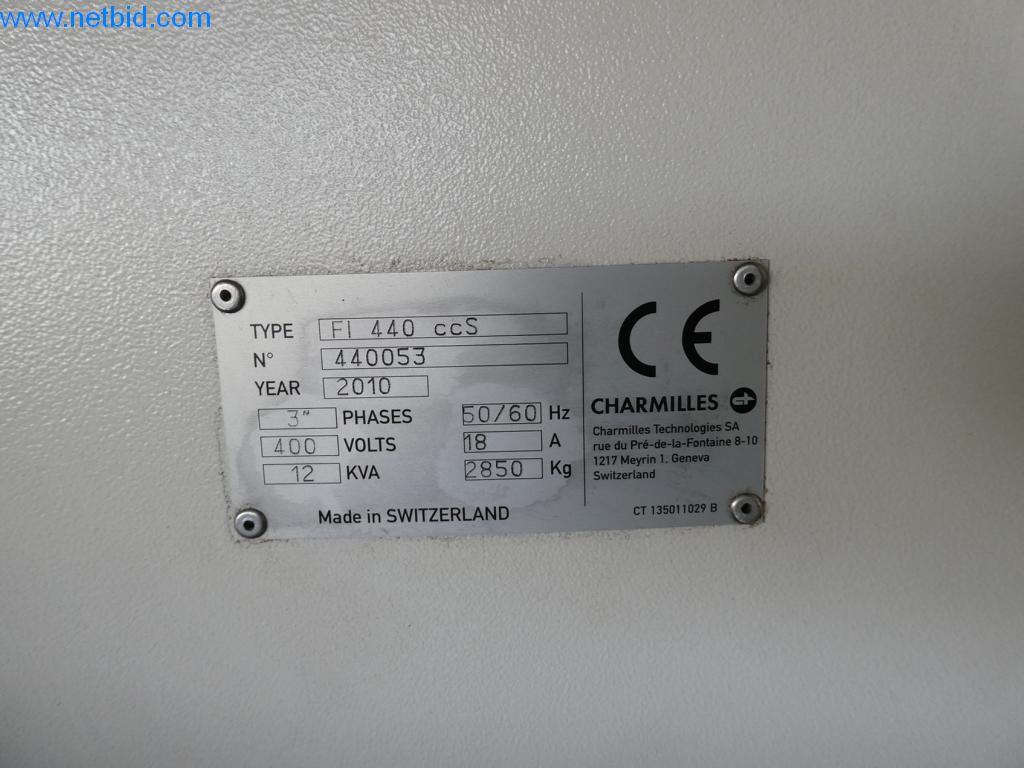 www.netbid.com
TYPE FI 440 ccS
N° 440053
YEAR 2010
3~ PHASES 50/60 Hz
400 VOLTS 18 A
12 KVA 2850 Kg
Made in SWITZERLAND
CE
CHARMILLES
Charmilles Technologies SA
rue du Pré-de-la-Fontaine 8-10
1217 Meyrin 1, Geneva
Switzerland
CT 135011029 B